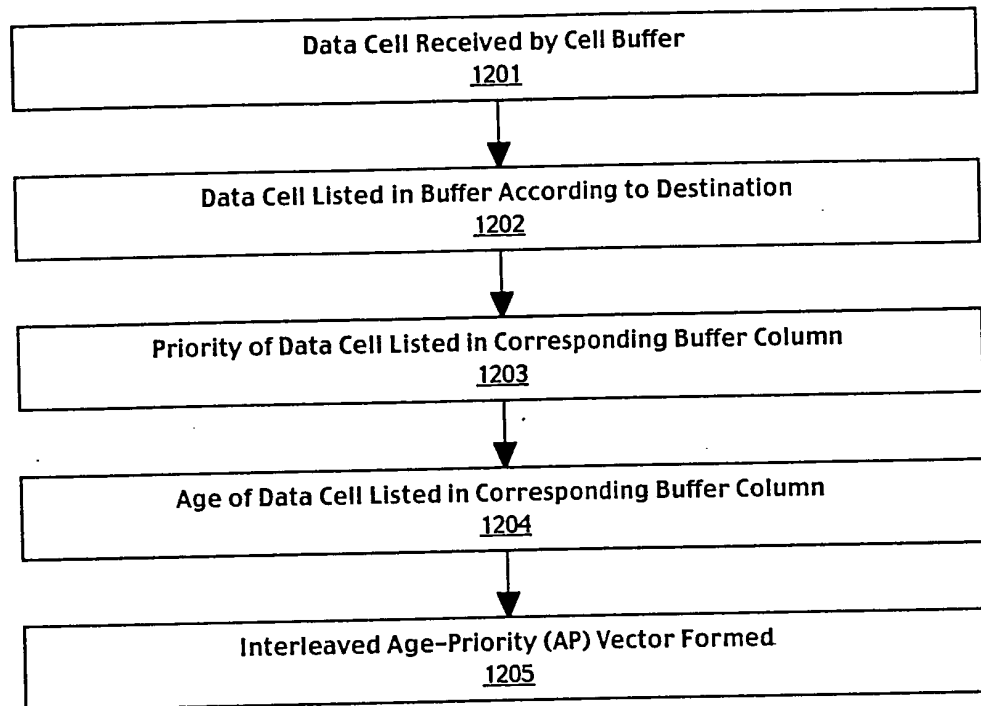 Data Cell Received by Cell Buffer
1201
Data Cell Listed in Buffer According to Destination
1202
Priority of Data Cell Listed in Corresponding Buffer Column
1203
Age of Data Cell Listed in Corresponding Buffer Column
1204
Interleaved Age-Priority (AP) Vector Formed
1205